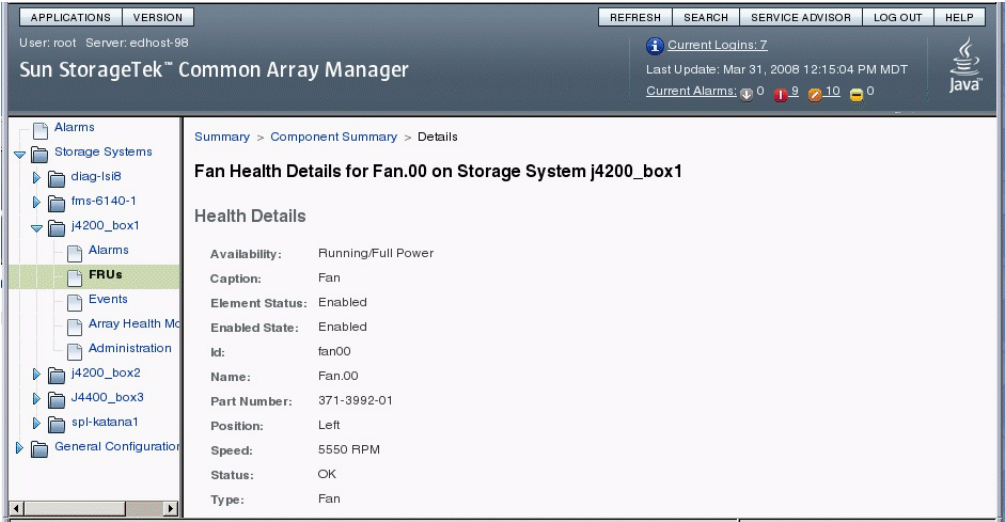 APPLICATIONS VERSION REFRESH SEARCH SERVICE ADVISOR LOG OUT HELP
User: root Server: edhost-98
Current Logins: 7
Sun StorageTek™ Common Array Manager
Last Update: Mar 31, 2008 12:15:04 PM MDT
Current Alarms: 0 9 10 0
Java™
Alarms
Storage Systems
diag-lsi8
fms-6140-1
j4200_box1
Alarms
FRUs
Events
Array Health Mo
Administration
j4200_box2
J4400_box3
spl-katana1
General Configuration
Summary > Component Summary > Details
Fan Health Details for Fan.00 on Storage System j4200_box1
Health Details
Availability: Running/Full Power
Caption: Fan
Element Status: Enabled
Enabled State: Enabled
Id: fan00
Name: Fan.00
Part Number: 371-3992-01
Position: Left
Speed: 5550 RPM
Status: OK
Type: Fan